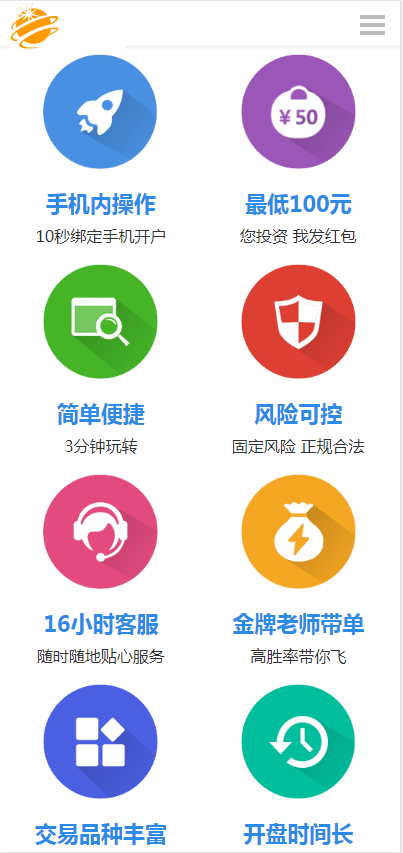 ¥ 50
手机内操作
最低100元
10秒绑定手机开户
您投资 我发红包
简单便捷
风险可控
3分钟玩转
固定风险 正规合法
16小时客服
金牌老师带单
随时随地贴心服务
高胜率带你飞
交易品种丰富
开盘时间长